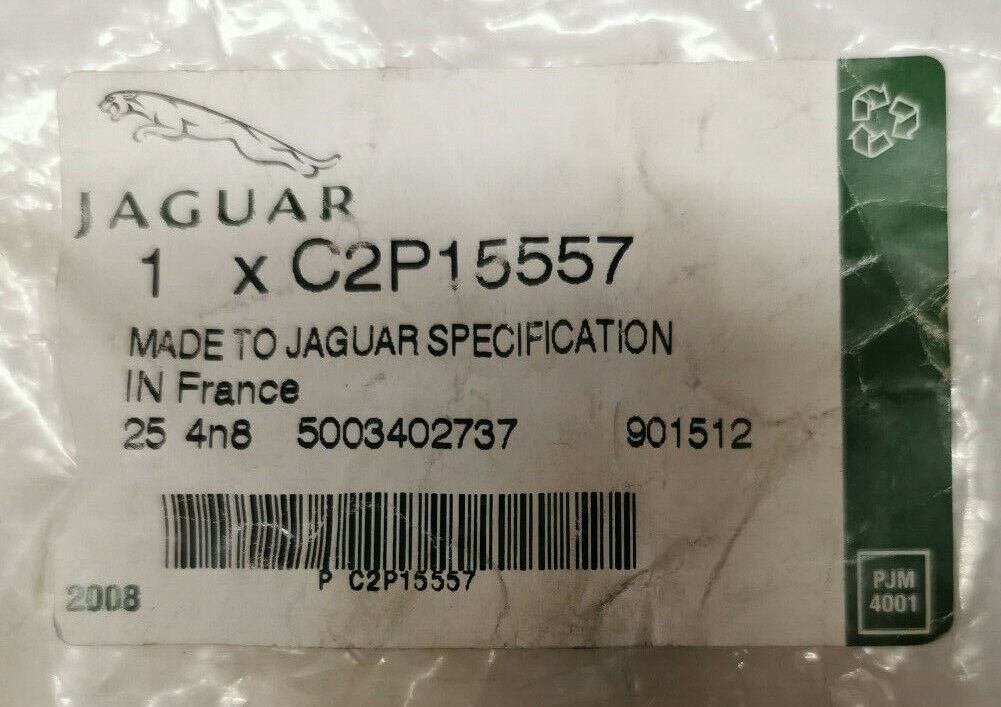 JAGUAR
1 x C2P15557
MADE TO JAGUAR SPECIFICATION
IN France
25 4n8 5003402737 901512
P C2P15557
2008
PJM
4001